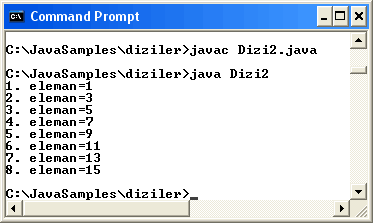 Command Prompt
C:\JavaSamples\diziler>javac Dizi2.java
C:\JavaSamples\diziler>java Dizi2
1. eleman=1
2. eleman=3
3. eleman=5
4. eleman=7
5. eleman=9
6. eleman=11
7. eleman=13
8. eleman=15
C:\JavaSamples\diziler>_